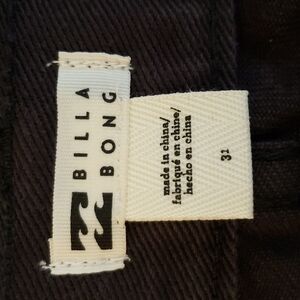 BILLA
BONG
made in china/
fabriqué en chine/
hecho en china
31